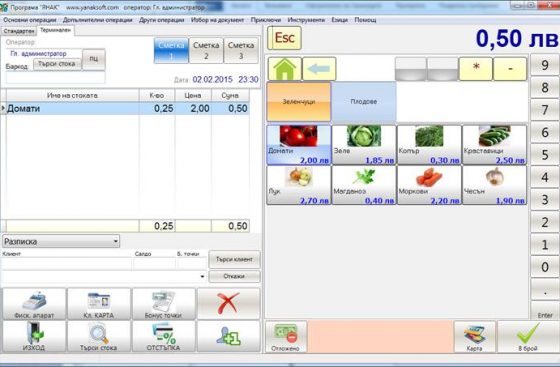 Програма "ЯНАК" www.yanaksoft.com оператор: Гл. администратор
Основни операции Допълнителни операции Други операции Избор на документ Приключи Инструменти Езици Помощ
Стандартен Терминален
Оператор:
Гл. администратор
Баркод: Търси стока ПЦ
Сметка 1 Сметка 2 Сметка 3
Дата: 02.02.2015 23:30
Име на стоката К-во Цена Сума
Домати 0,25 2,00 0,50
0,25 0,50
Разписка
Клиент Салдо Б. точки Търси клиент
Откажи
Фиск. апарат Кл. КАРТА Бонус точки
ИЗХОД Търси стока ОТСТЪПКА +1
Esc 0,50 лв
* -
Зеленчуци Плодове
Домати Зеле Копър Краставици
2,00 лв 1,85 лв 0,30 лв 2,50 лв
Лук Магданоз Моркови Чесън
2,70 лв 0,40 лв 2,20 лв 1,90 лв
9
8
7
6
5
4
3
2
1
0
.
Enter
Отложено Карта В брой